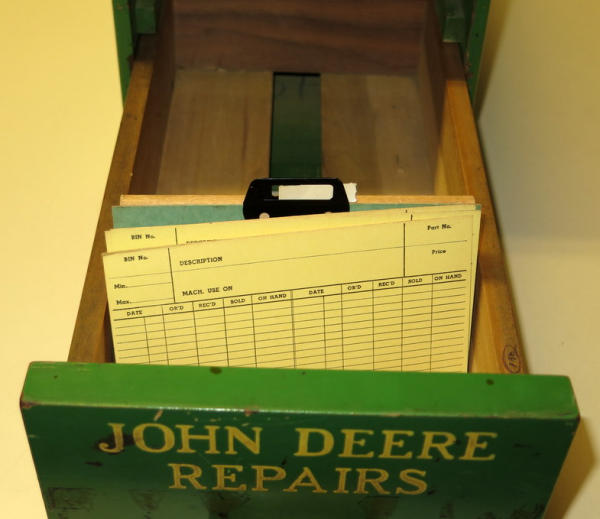 BIN No.
Part No.
BIN No.
DESCRIPTION
Price
Min.
Max.
MACH. USE ON
DATE OR'D REC'D SOLD ON HAND DATE OR'D REC'D SOLD ON HAND
JOHN DEERE
REPAIRS